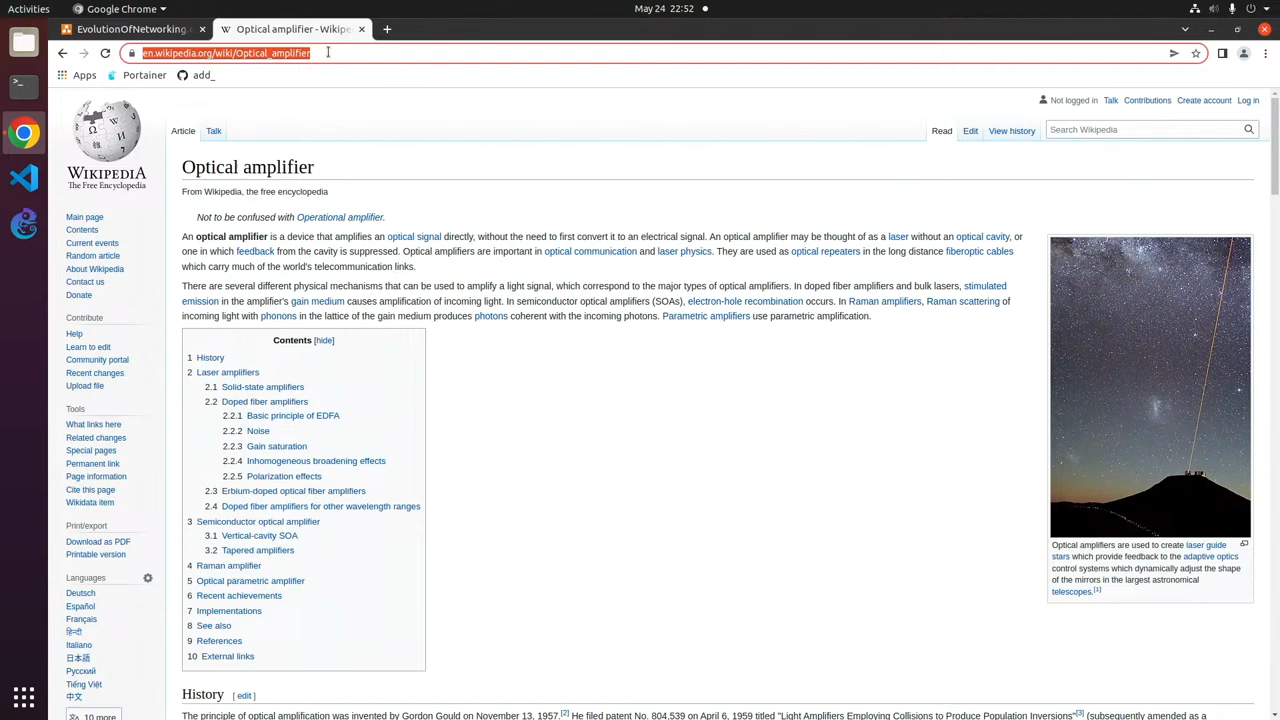 Activities
Google Chrome
May 24 22:52
EvolutionOfNetworking.
Optical amplifier - Wikipe
en.wikipedia.org/wiki/Optical_amplifier
Apps
Portainer
add_
Not logged in Talk Contributions Create account Log in
WIKIPEDIA
The Free Encyclopedia
Article Talk
Read Edit View history
Search Wikipedia
Main page
Contents
Current events
Random article
About Wikipedia
Contact us
Donate
Contribute
Help
Learn to edit
Community portal
Recent changes
Upload file
Tools
What links here
Related changes
Special pages
Permanent link
Page information
Cite this page
Wikidata item
Print/export
Download as PDF
Printable version
Languages
Deutsch
Español
Français
हिन्दी
Italiano
日本語
Русский
Tiếng Việt
中文
10 more
Optical amplifier
From Wikipedia, the free encyclopedia
Not to be confused with Operational amplifier.
An optical amplifier is a device that amplifies an optical signal directly, without the need to first convert it to an electrical signal. An optical amplifier may be thought of as a laser without an optical cavity, or
one in which feedback from the cavity is suppressed. Optical amplifiers are important in optical communication and laser physics. They are used as optical repeaters in the long distance fiberoptic cables
which carry much of the world's telecommunication links.
There are several different physical mechanisms that can be used to amplify a light signal, which correspond to the major types of optical amplifiers. In doped fiber amplifiers and bulk lasers, stimulated
emission in the amplifier's gain medium causes amplification of incoming light. In semiconductor optical amplifiers (SOAs), electron-hole recombination occurs. In Raman amplifiers, Raman scattering of
incoming light with phonons in the lattice of the gain medium produces photons coherent with the incoming photons. Parametric amplifiers use parametric amplification.
Contents [hide]
1 History
2 Laser amplifiers
2.1 Solid-state amplifiers
2.2 Doped fiber amplifiers
2.2.1 Basic principle of EDFA
2.2.2 Noise
2.2.3 Gain saturation
2.2.4 Inhomogeneous broadening effects
2.2.5 Polarization effects
2.3 Erbium-doped optical fiber amplifiers
2.4 Doped fiber amplifiers for other wavelength ranges
3 Semiconductor optical amplifier
3.1 Vertical-cavity SOA
3.2 Tapered amplifiers
4 Raman amplifier
5 Optical parametric amplifier
6 Recent achievements
7 Implementations
8 See also
9 References
10 External links
Optical amplifiers are used to create laser guide
stars which provide feedback to the adaptive optics
control systems which dynamically adjust the shape
of the mirrors in the largest astronomical
telescopes.[1]
History [ edit ]
The principle of optical amplification was invented by Gordon Gould on November 13, 1957.[2] He filed patent No. 804,539 on April 6, 1959 titled "Light Amplifiers Employing Collisions to Produce Population Inversions"[3] (subsequently amended as a